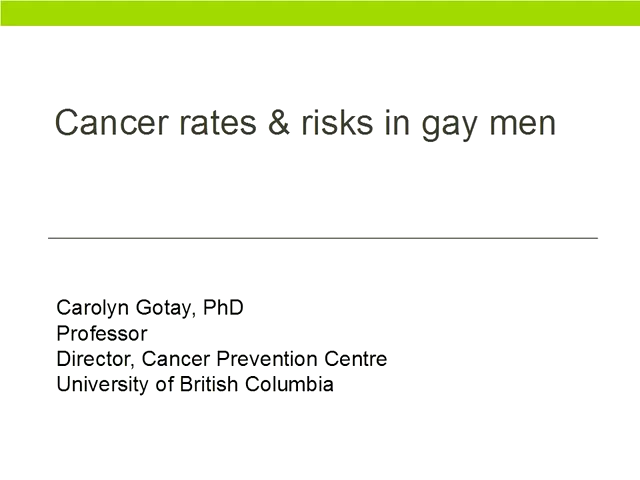 Cancer rates & risks in gay men
Carolyn Gotay, PhD
Professor
Director, Cancer Prevention Centre
University of British Columbia